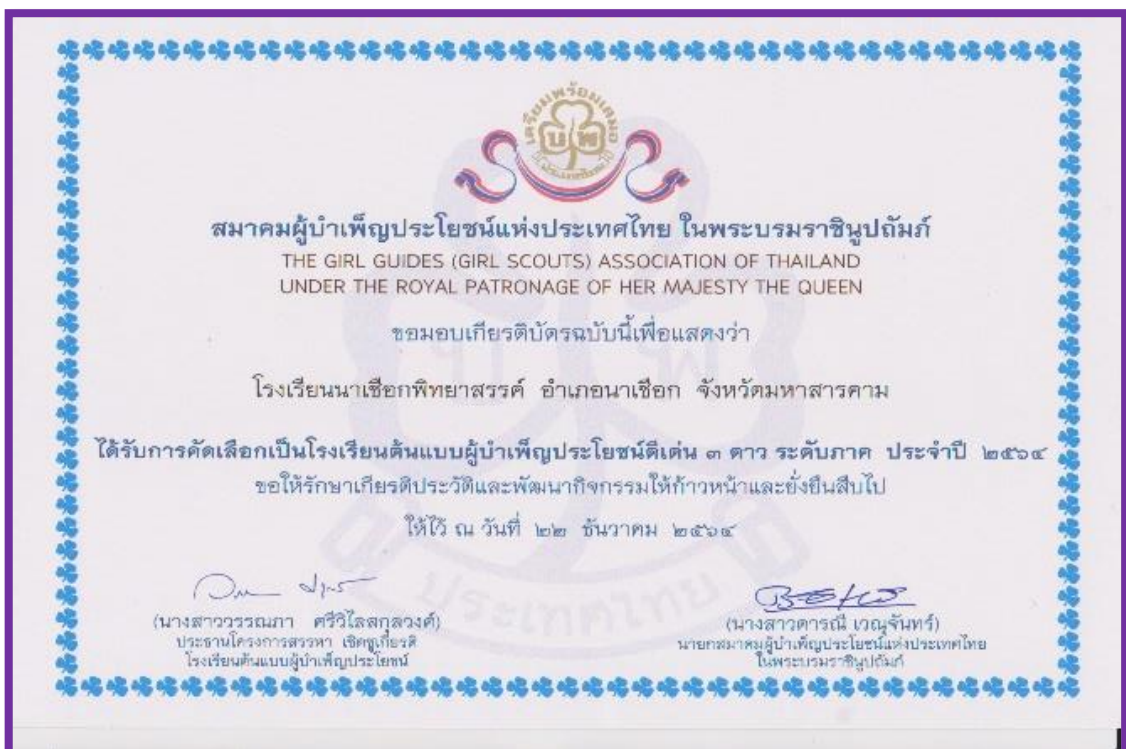 เตรียมพร้อมเสมอ
บ พ
สมาคมผู้บำเพ็ญประโยชน์แห่งประเทศไทย ในพระบรมราชินูปถัมภ์
THE GIRL GUIDES (GIRL SCOUTS) ASSOCIATION OF THAILAND
UNDER THE ROYAL PATRONAGE OF HER MAJESTY THE QUEEN
ขอมอบเกียรติบัตรฉบับนี้เพื่อแสดงว่า
โรงเรียนนาเชือกพิทยาสรรค์ อำเภอนาเชือก จังหวัดมหาสารคาม
ได้รับการคัดเลือกเป็นโรงเรียนต้นแบบผู้บำเพ็ญประโยชน์ดีเด่น ๓ ดาว ระดับภาค ประจำปี ๒๕๖๔
ขอให้รักษาเกียรติประวัติและพัฒนากิจกรรมให้ก้าวหน้าและยั่งยืนสืบไป
ให้ไว้ ณ วันที่ ๒๒ ธันวาคม ๒๕๖๔
ประเทศไทย
(นางสาววรรณภา ศรีวิไลสกุลวงศ์)
ประธานโครงการสรรหา เชิดชูเกียรติ
โรงเรียนต้นแบบผู้บำเพ็ญประโยชน์
(นางสาวดารณี เวณุจันทร์)
นายกสมาคมผู้บำเพ็ญประโยชน์แห่งประเทศไทย
ในพระบรมราชินูปถัมภ์